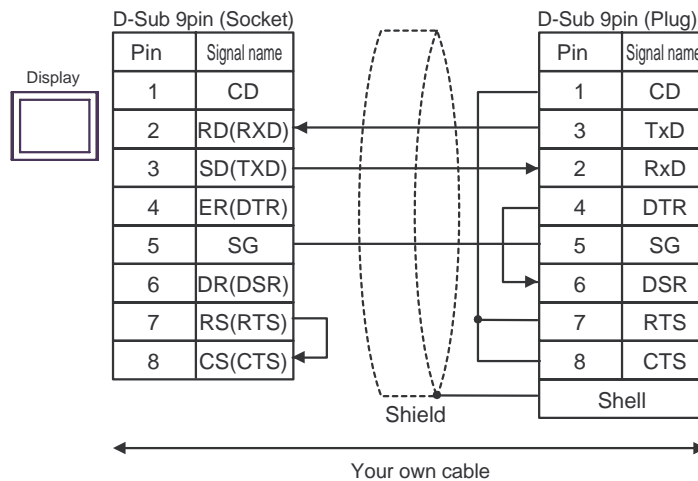 D-Sub 9pin (Socket)
D-Sub 9pin (Plug)
Display
Pin Signal name
1 CD
2 RD(RXD)
3 SD(TXD)
4 ER(DTR)
5 SG
6 DR(DSR)
7 RS(RTS)
8 CS(CTS)
Pin Signal name
1 CD
3 TxD
2 RxD
4 DTR
5 SG
6 DSR
7 RTS
8 CTS
Shell
Shield
Your own cable